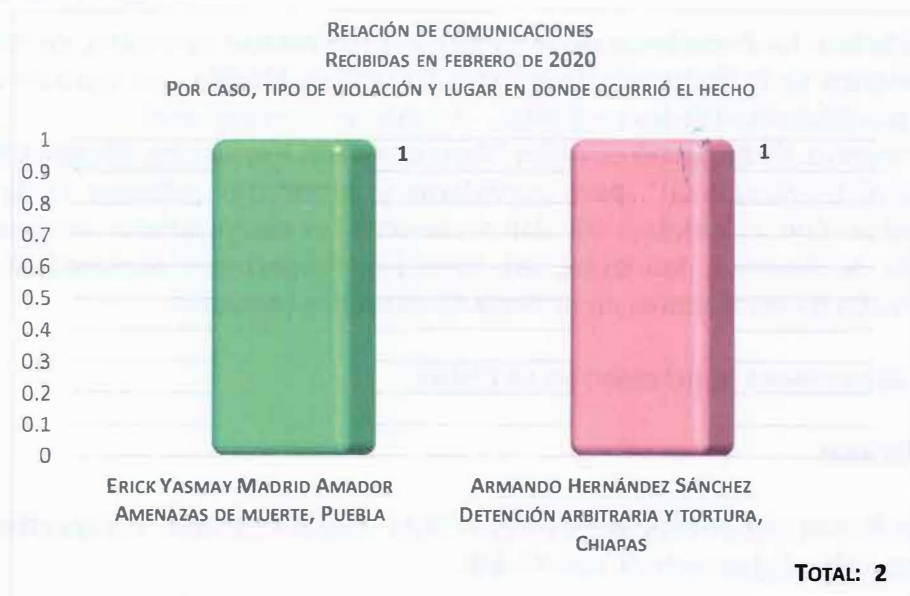 RELACIÓN DE COMUNICACIONES
RECIBIDAS EN FEBRERO DE 2020
POR CASO, TIPO DE VIOLACIÓN Y LUGAR EN DONDE OCURRIÓ EL HECHO
1
0.9
0.8
0.7
0.6
0.5
0.4
0.3
0.2
0.1
0
1
1
ERICK YASMAY MADRID AMADOR
AMENAZAS DE MUERTE, PUEBLA
ARMANDO HERNÁNDEZ SÁNCHEZ
DETENCIÓN ARBITRARIA Y TORTURA,
CHIAPAS
TOTAL: 2